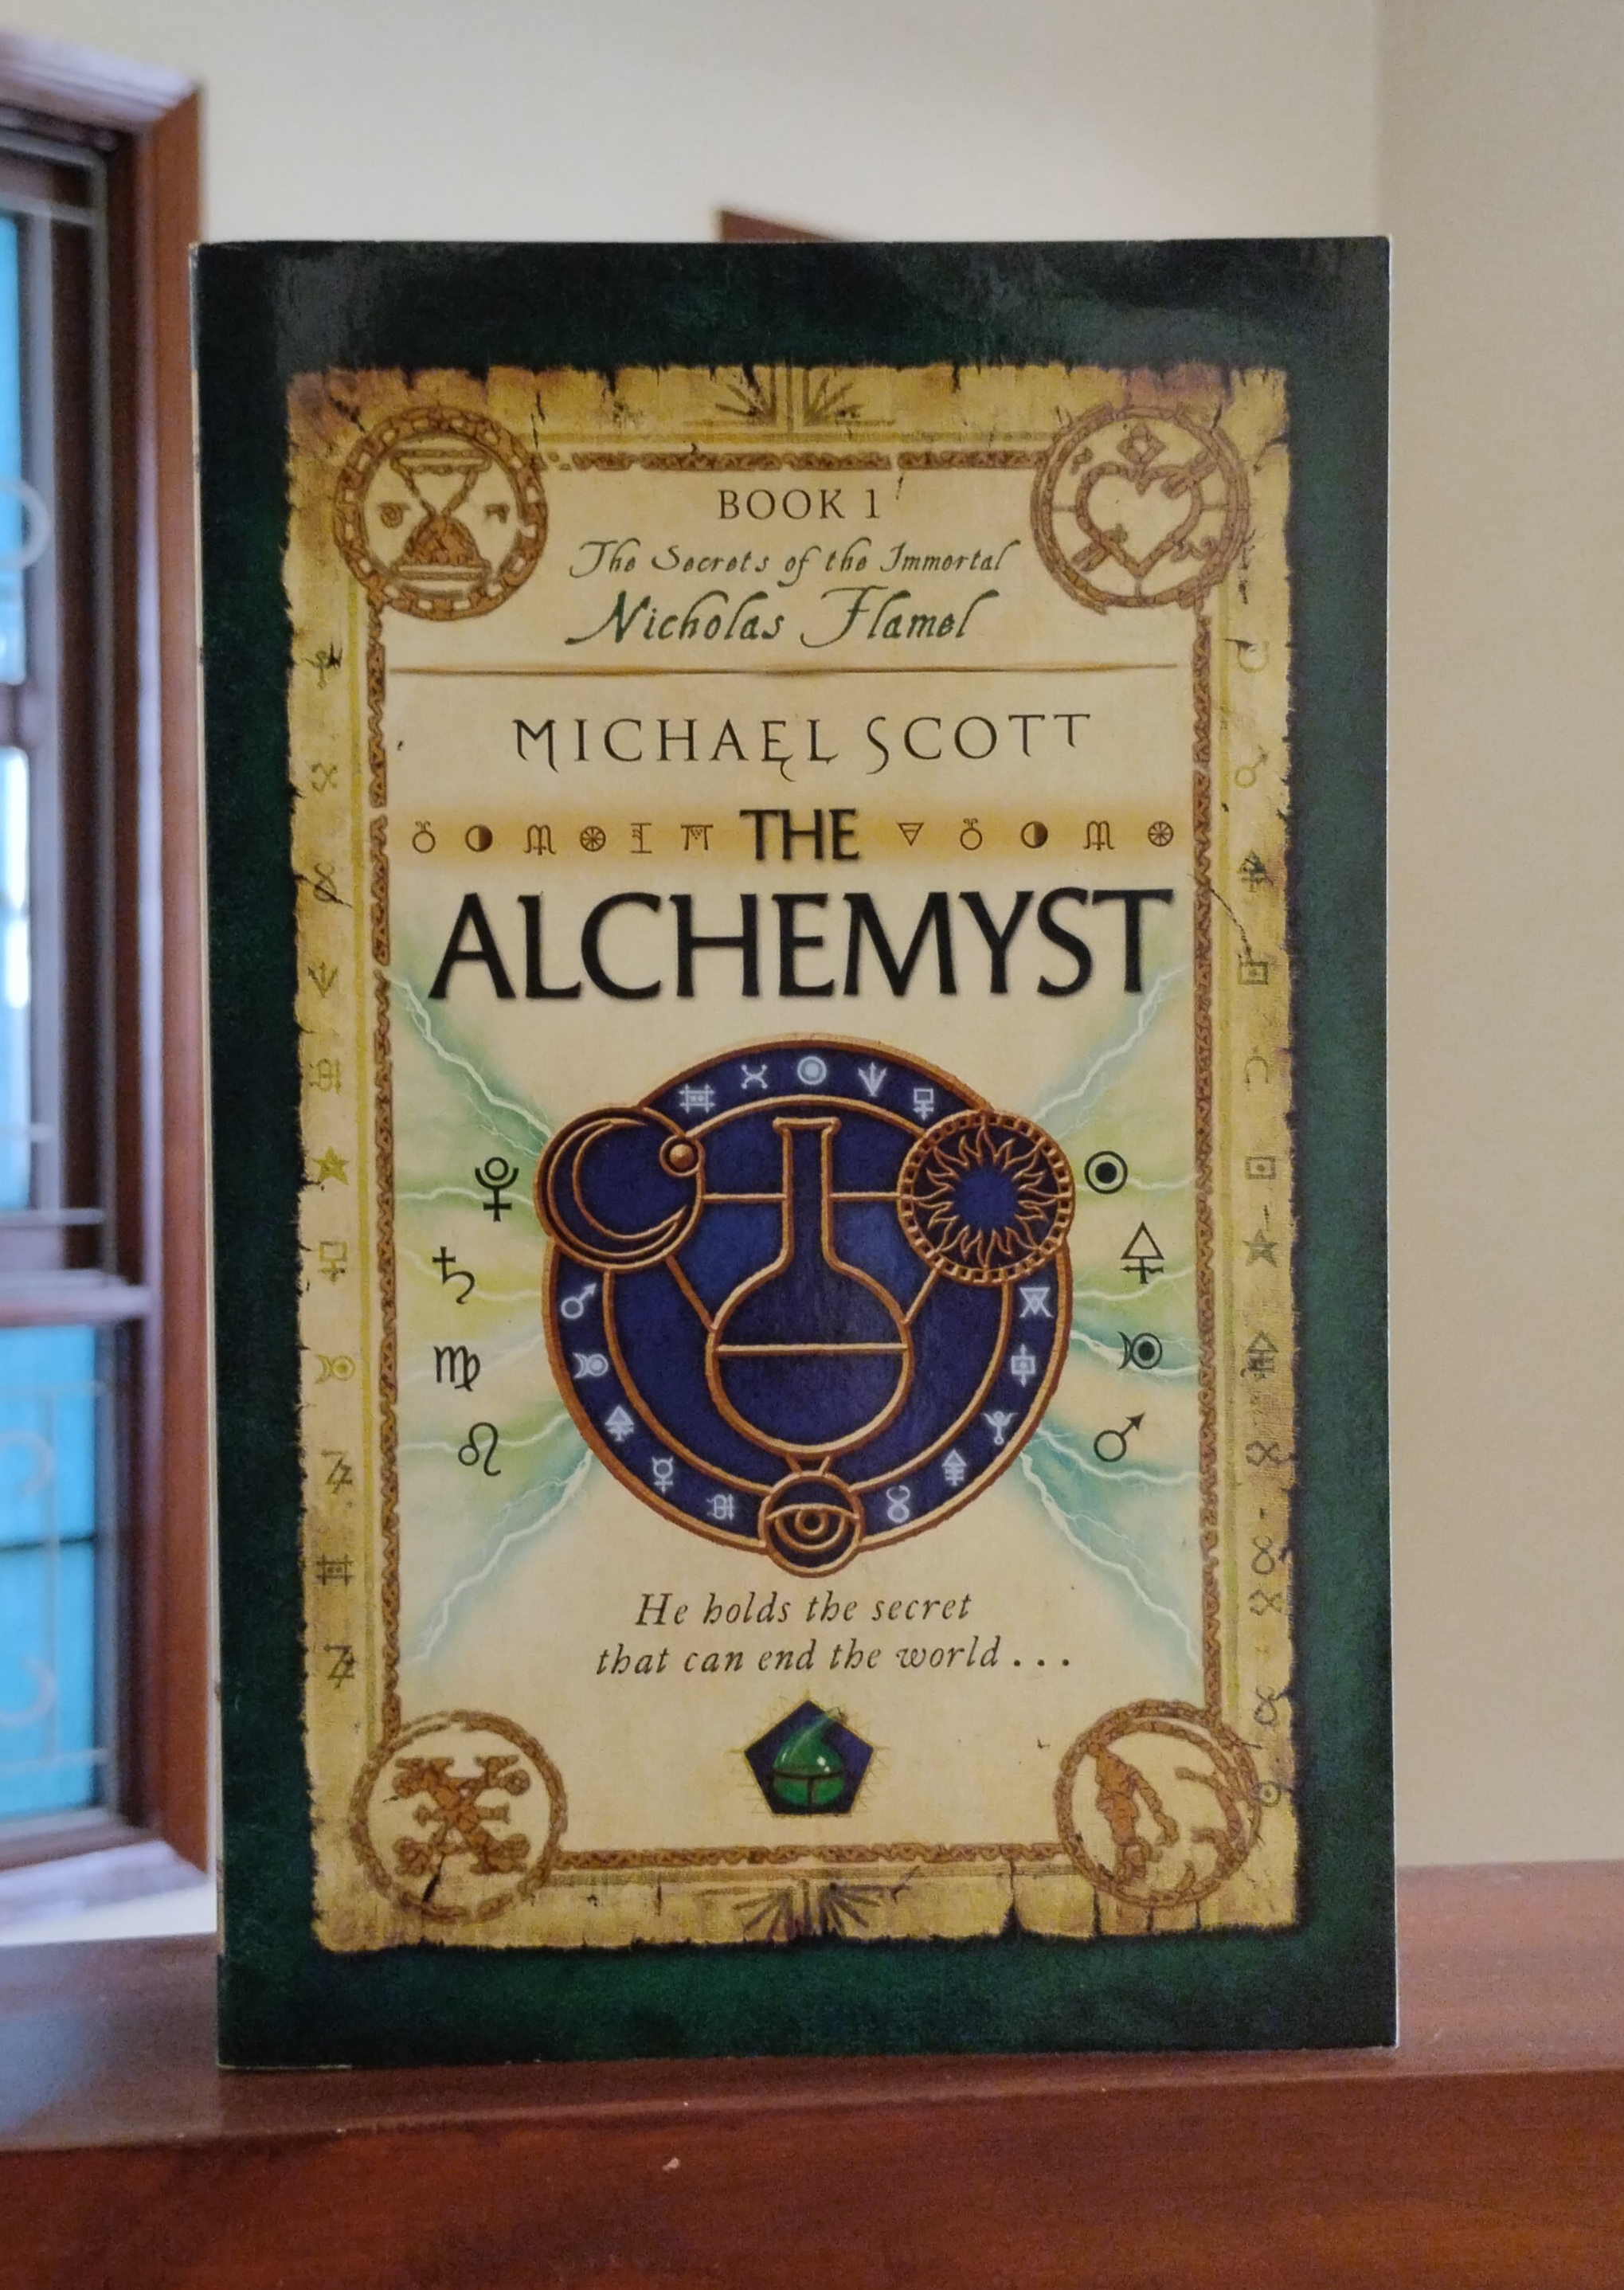 BOOK 1
The Secrets of the Immortal
Nicholas Flamel
MICHAEL SCOTT
THE
ALCHEMYST
He holds the secret
that can end the world . . .